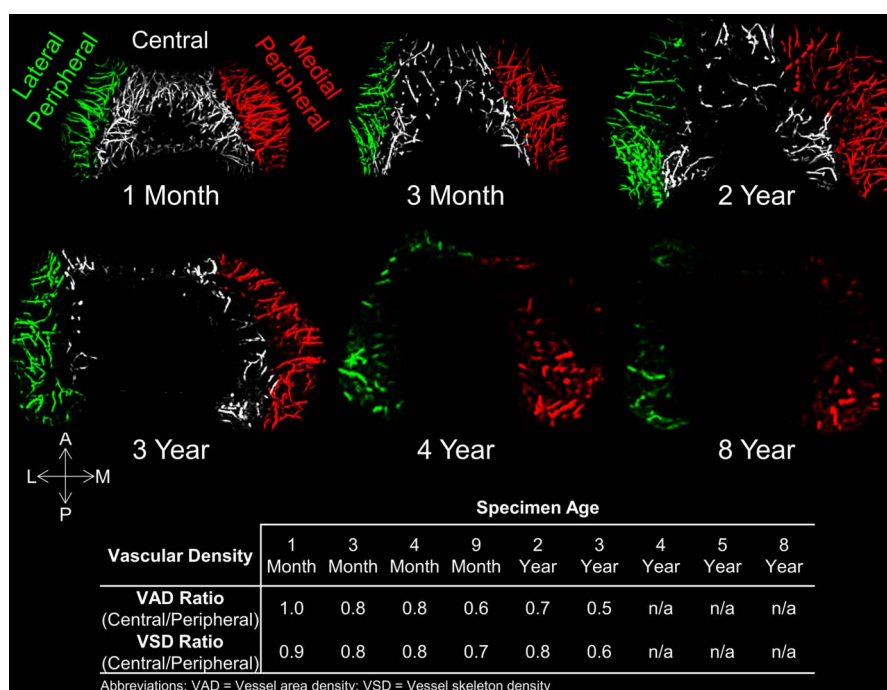 Lateral
Peripheral
Central
Medial
Peripheral
1 Month
3 Month
2 Year
3 Year
4 Year
8 Year
A
L M
P
Specimen Age
Vascular Density 1 Month 3 Month 4 Month 9 Month 2 Year 3 Year 4 Year 5 Year 8 Year
VAD Ratio
(Central/Peripheral) 1.0 0.8 0.8 0.6 0.7 0.5 n/a n/a n/a
VSD Ratio
(Central/Peripheral) 0.9 0.8 0.8 0.7 0.8 0.6 n/a n/a n/a
Abbreviations: VAD = Vessel area density; VSD = Vessel skeleton density